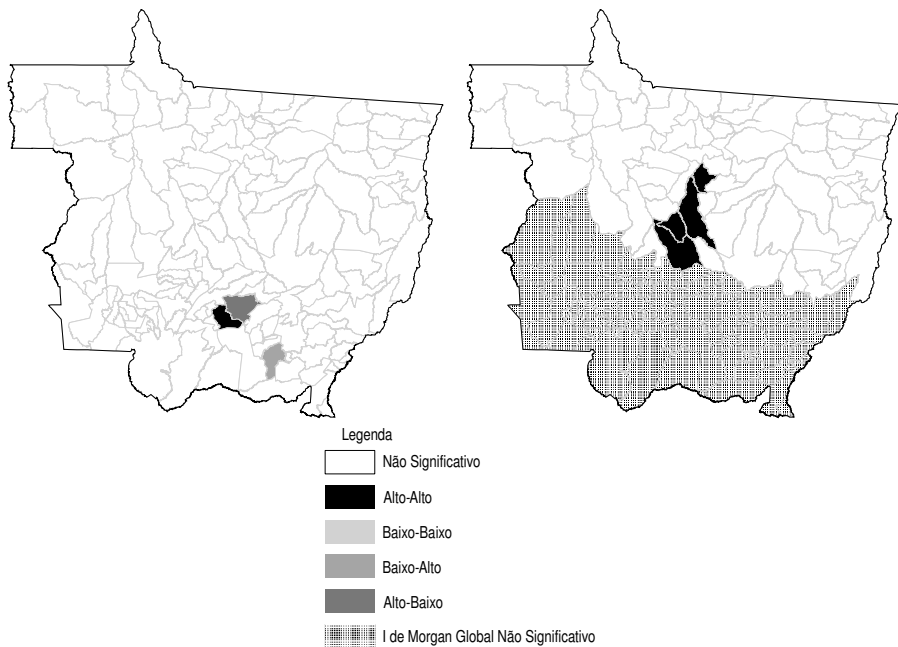 Legenda
Não Significativo
Alto-Alto
Baixo-Baixo
Baixo-Alto
Alto-Baixo
I de Morgan Global Não Significativo